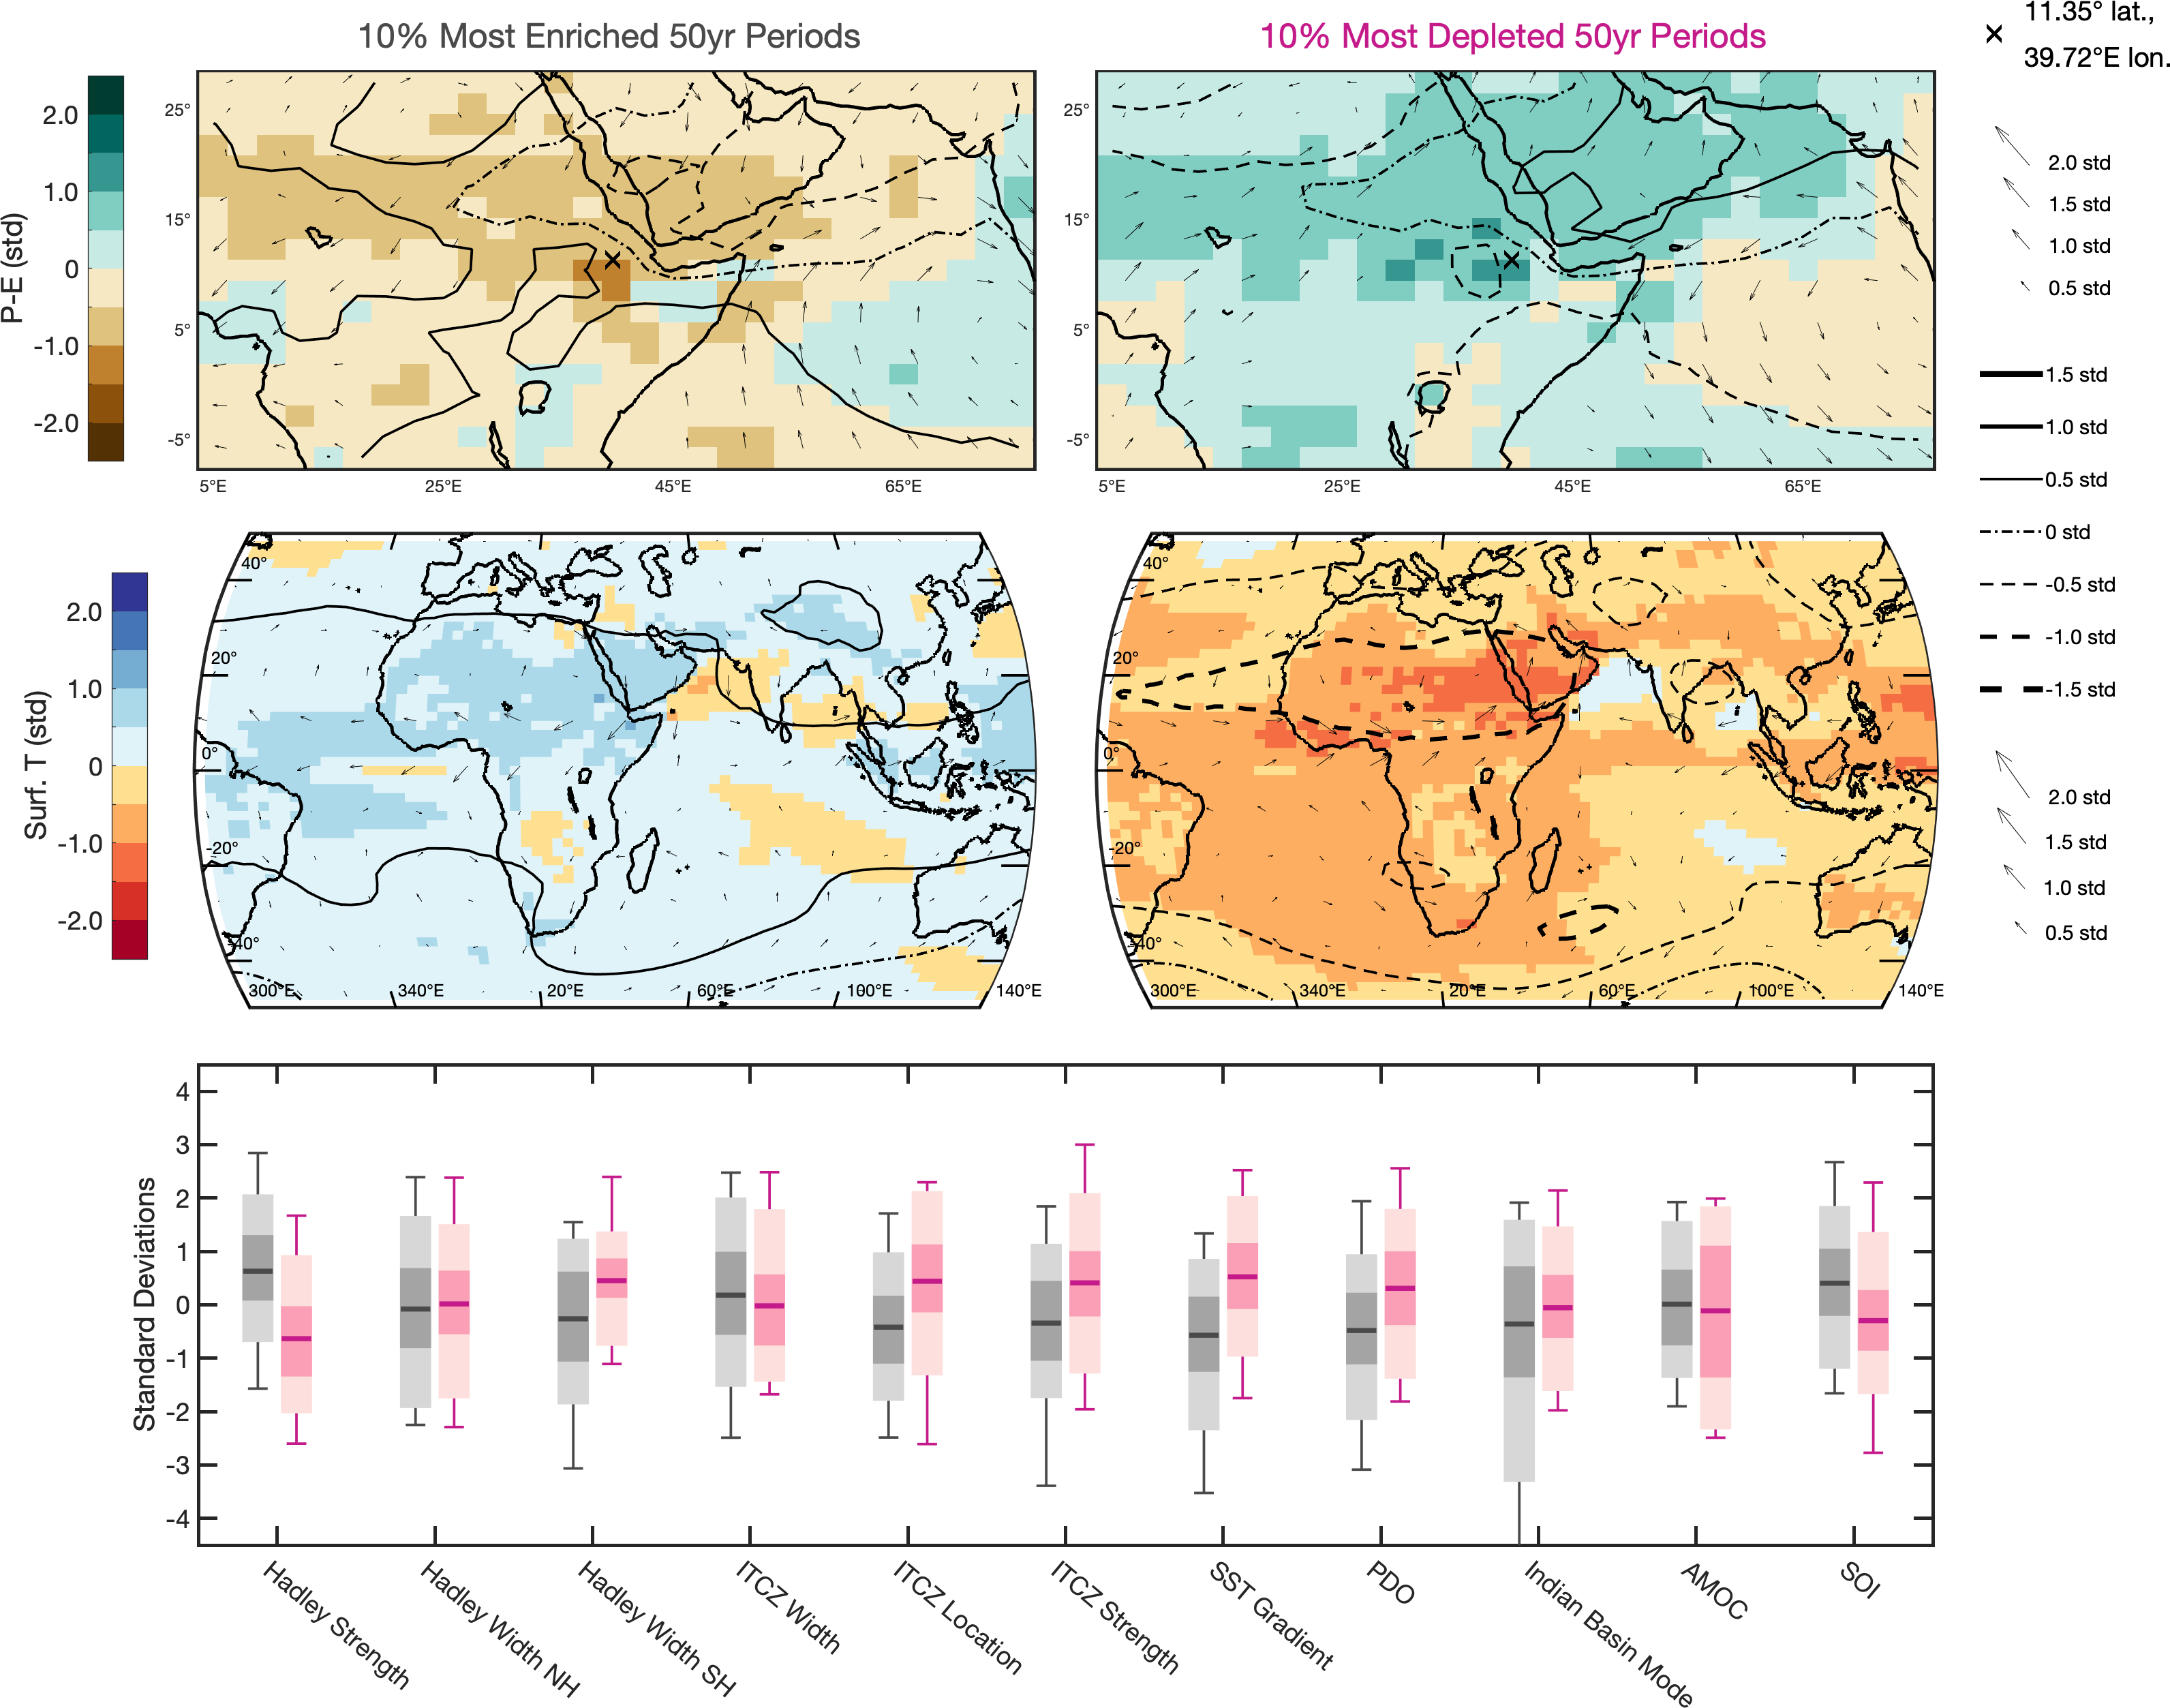 10% Most Enriched 50yr Periods
10% Most Depleted 50yr Periods
11.35° lat.,
39.72°E lon.
P-E (std)
2.0
1.0
0
-1.0
-2.0
25°
15°
5°
-5°
5°E
25°E
45°E
65°E
25°
15°
5°
-5°
5°E
25°E
45°E
65°E
2.0 std
1.5 std
1.0 std
0.5 std
1.5 std
1.0 std
0.5 std
0 std
-0.5 std
-1.0 std
-1.5 std
Surf. T (std)
2.0
1.0
0
-1.0
-2.0
40°
20°
0°
-20°
-40°
300°E
340°E
20°E
60°E
100°E
140°E
40°
20°
0°
-20°
-40°
300°E
340°E
20°E
60°E
100°E
140°E
2.0 std
1.5 std
1.0 std
0.5 std
Standard Deviations
4
3
2
1
0
-1
-2
-3
-4
Hadley Strength
Hadley Width NH
Hadley Width SH
ITCZ Width
ITCZ Location
ITCZ Strength
SST Gradient
PDO
Indian Basin Mode
AMOC
SOI